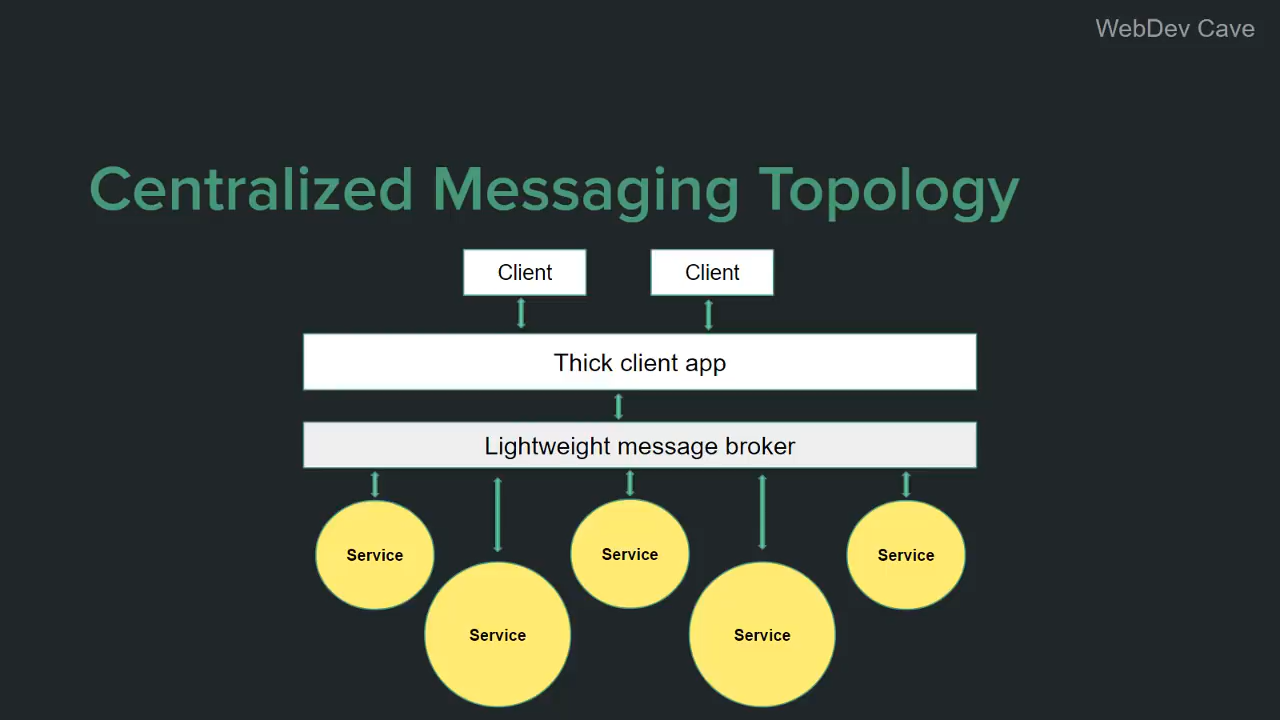 WebDev Cave
Centralized Messaging Topology
Client
Client
Thick client app
Lightweight message broker
Service
Service
Service
Service
Service